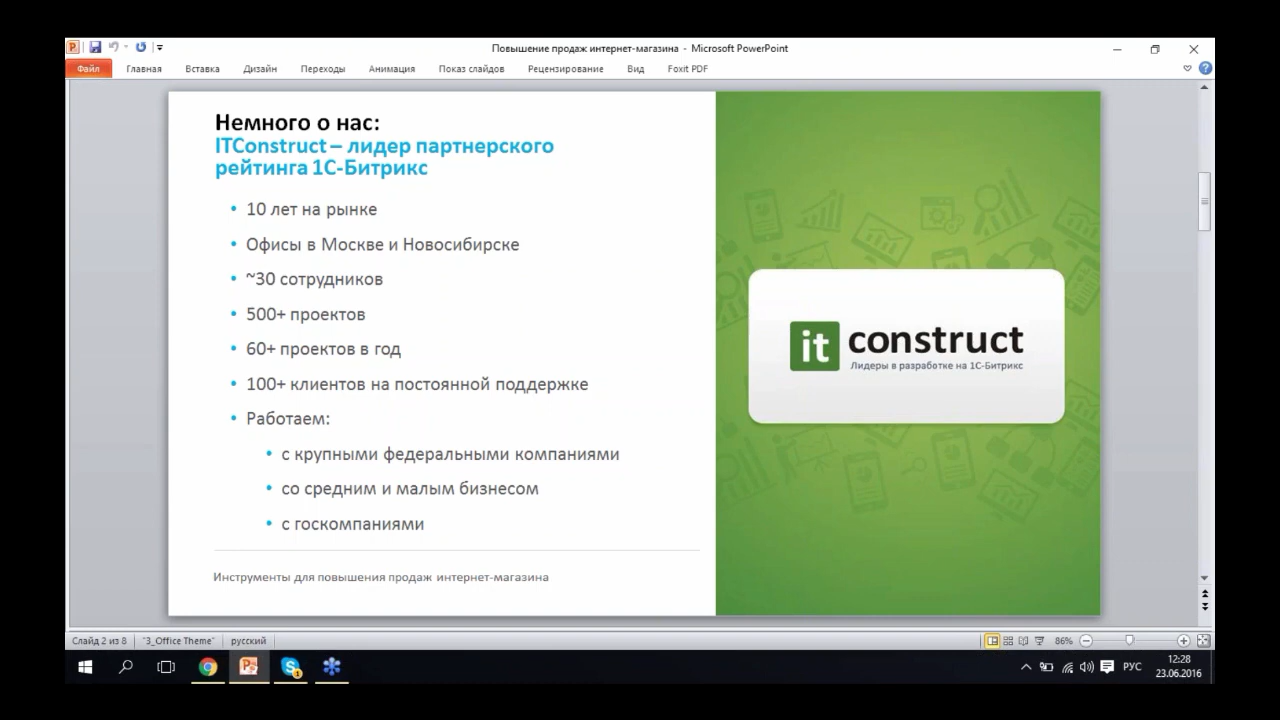 Повышение продаж интернет-магазина - Microsoft PowerPoint
Файл Главная Вставка Дизайн Переходы Анимация Показ слайдов Рецензирование Вид Foxit PDF
Немного о нас:
ITConstruct – лидер партнерского
рейтинга 1С-Битрикс
• 10 лет на рынке
• Офисы в Москве и Новосибирске
• ~30 сотрудников
• 500+ проектов
• 60+ проектов в год
• 100+ клиентов на постоянной поддержке
• Работаем:
• с крупными федеральными компаниями
• со средним и малым бизнесом
• с госкомпаниями
Инструменты для повышения продаж интернет-магазина
it construct
Лидеры в разработке на 1С-Битрикс
Слайд 2 из 8 "3_Office Theme" русский 86%
РУС 12:28
23.06.2016